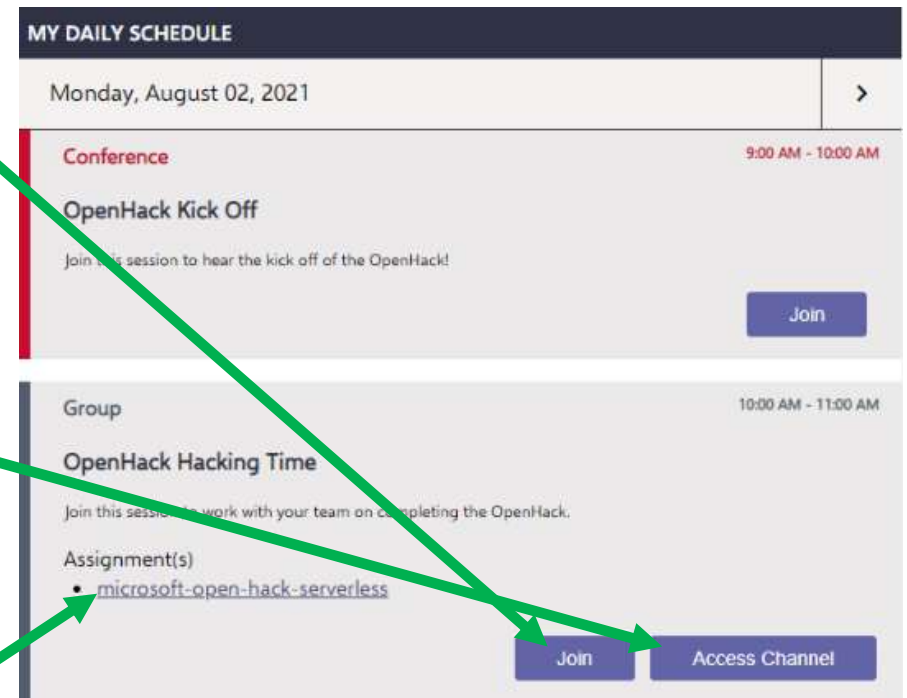 MY DAILY SCHEDULE
Monday, August 02, 2021
Conference 9:00 AM - 10:00 AM
OpenHack Kick Off
Join this session to hear the kick off of the OpenHack!
Join
Group 10:00 AM - 11:00 AM
OpenHack Hacking Time
Join this session to work with your team on completing the OpenHack.
Assignment(s)
• microsoft-open-hack-serverless
Join Access Channel